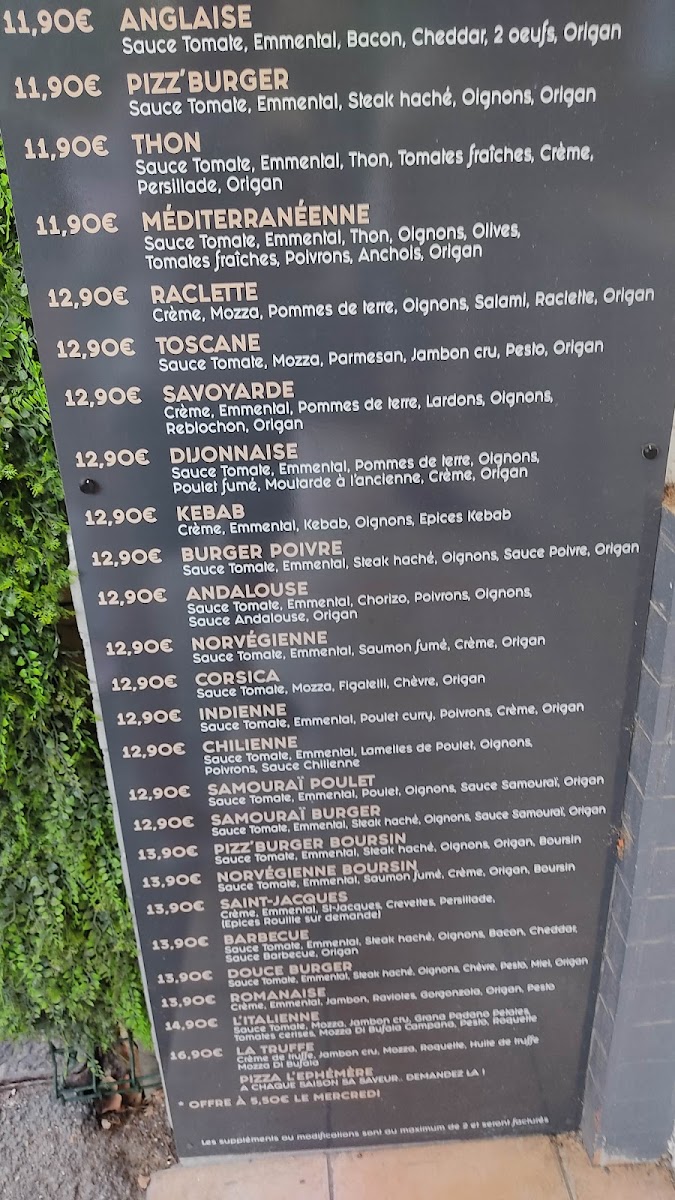 11,90€ ANGLAISE
Sauce Tomate, Emmental, Bacon, Cheddar, 2 oeufs, Origan
11,90€ PIZZ'BURGER
Sauce Tomate, Emmental, Steak haché, Oignons, Origan
11,90€ THON
Sauce Tomate, Emmental, Thon, Tomates fraîches, Crème,
Persillade, Origan
11,90€ MÉDITERRANÉENNE
Sauce Tomate, Emmental, Thon, Oignons, Olives,
Tomates fraîches, Poivrons, Anchois, Origan
12,90€ RACLETTE
Crème, Mozza, Pommes de terre, Oignons, Salami, Raclette, Origan
12,90€ TOSCANE
Sauce Tomate, Mozza, Parmesan, Jambon cru, Pesto, Origan
12,90€ SAVOYARDE
Crème, Emmental, Pommes de terre, Lardons, Oignons,
Reblochon, Origan
12,90€ DIJONNAISE
Sauce Tomate, Emmental, Pommes de terre, Oignons,
Poulet fumé, Moutarde à l'ancienne, Crème, Origan
12,90€ KEBAB
Crème, Emmental, Kebab, Oignons, Epices Kebab
12,90€ BURGER POIVRE
Sauce Tomate, Emmental, Steak haché, Oignons, Sauce Poivre, Origan
12,90€ ANDALOUSE
Sauce Tomate, Emmental, Chorizo, Poivrons, Oignons,
Sauce Andalouse, Origan
12,90€ NORVÉGIENNE
Sauce Tomate, Emmental, Saumon fumé, Crème, Origan
12,90€ CORSICA
Sauce Tomate, Mozza, Figatelli, Chèvre, Origan
12,90€ INDIENNE
Sauce Tomate, Emmental, Poulet curry, Poivrons, Crème, Origan
12,90€ CHILIENNE
Sauce Tomate, Emmental, Lamelles de Poulet, Oignons,
Poivrons, Sauce Chilienne
12,90€ SAMOURAÏ POULET
Sauce Tomate, Emmental, Poulet, Oignons, Sauce Samouraï, Origan
12,90€ SAMOURAÏ BURGER
Sauce Tomate, Emmental, Steak haché, Oignons, Sauce Samouraï, Origan
13,90€ PIZZ'BURGER BOURSIN
Sauce Tomate, Emmental, Steak haché, Oignons, Origan, Boursin
13,90€ NORVÉGIENNE BOURSIN
Sauce Tomate, Emmental, Saumon fumé, Crème, Origan, Boursin
13,90€ SAINT-JACQUES
Crème, Emmental, St-Jacques, Crevettes, Persillade,
(Epices Rouille sur demande)
13,90€ BARBECUE
Sauce Tomate, Emmental, Steak haché, Oignons, Bacon, Cheddar,
Sauce Barbecue, Origan
13,90€ DOUCE BURGER
Sauce Tomate, Emmental, Steak haché, Oignons, Chèvre, Pesto, Miel, Origan
13,90€ ROMANAISE
Crème, Emmental, Jambon, Ravioles, Gorgonzola, Origan, Pesto
14,90€ L'ITALIENNE
Sauce Tomate, Mozza, Jambon cru, Grana Padano Pétales,
Tomates cerises, Mozza Di Bufala Campana, Pesto, Roquette
16,90€ LA TRUFFE
Crème de truffe, Jambon cru, Mozza, Roquette, Huile de truffe
Mozza Di Bufala
PIZZA L'EPHÉMÈRE
A CHAQUE SAISON SA SAVEUR.. DEMANDEZ LA !
* OFFRE À 5,50€ LE MERCREDI
Les suppléments ou modifications sont au maximum de 2 et seront facturés